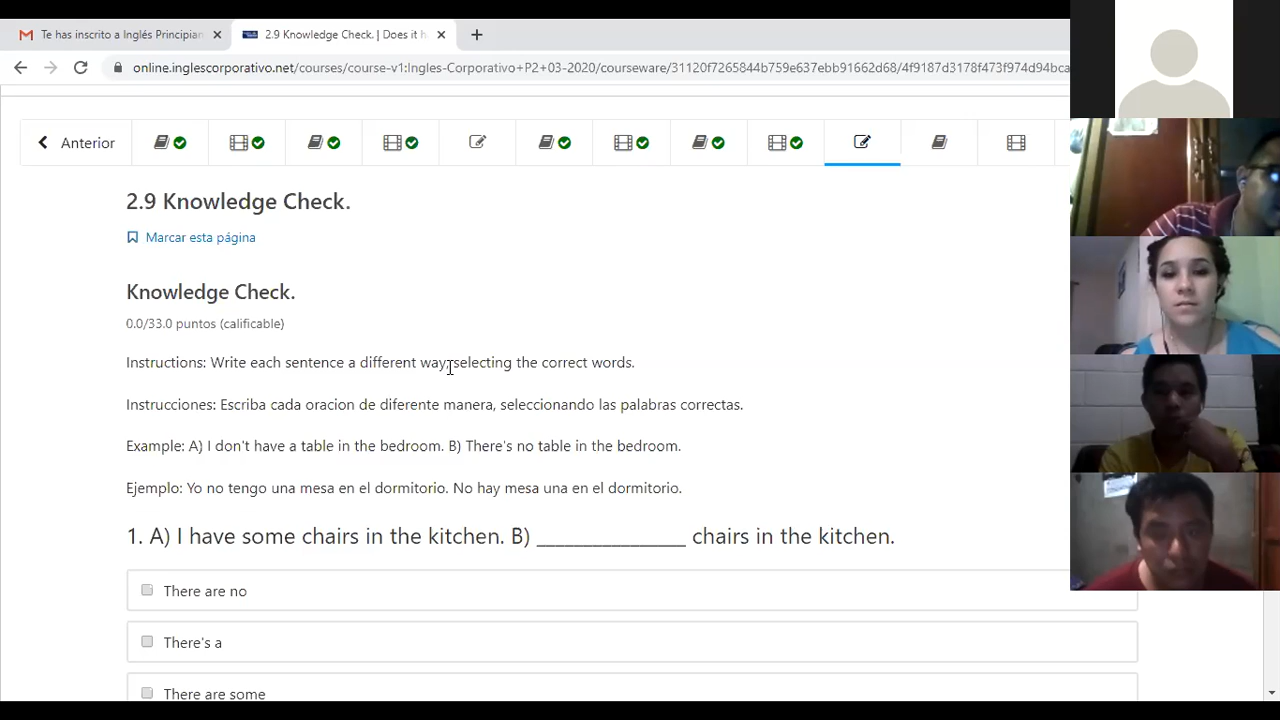 Te has inscrito a Inglés Principian
2.9 Knowledge Check. | Does it h
online.inglescorporativo.net/courses/course-v1:Ingles-Corporativo+P2+03-2020/courseware/31120f7265844b759e637ebb91662d68/4f9187d3178f473f974d94bca
Anterior
2.9 Knowledge Check.
Marcar esta página
Knowledge Check.
0.0/33.0 puntos (calificable)
Instructions: Write each sentence a different way, selecting the correct words.
Instrucciones: Escriba cada oracion de diferente manera, seleccionando las palabras correctas.
Example: A) I don't have a table in the bedroom. B) There's no table in the bedroom.
Ejemplo: Yo no tengo una mesa en el dormitorio. No hay mesa una en el dormitorio.
1. A) I have some chairs in the kitchen. B) ________________ chairs in the kitchen.
There are no
There's a
There are some